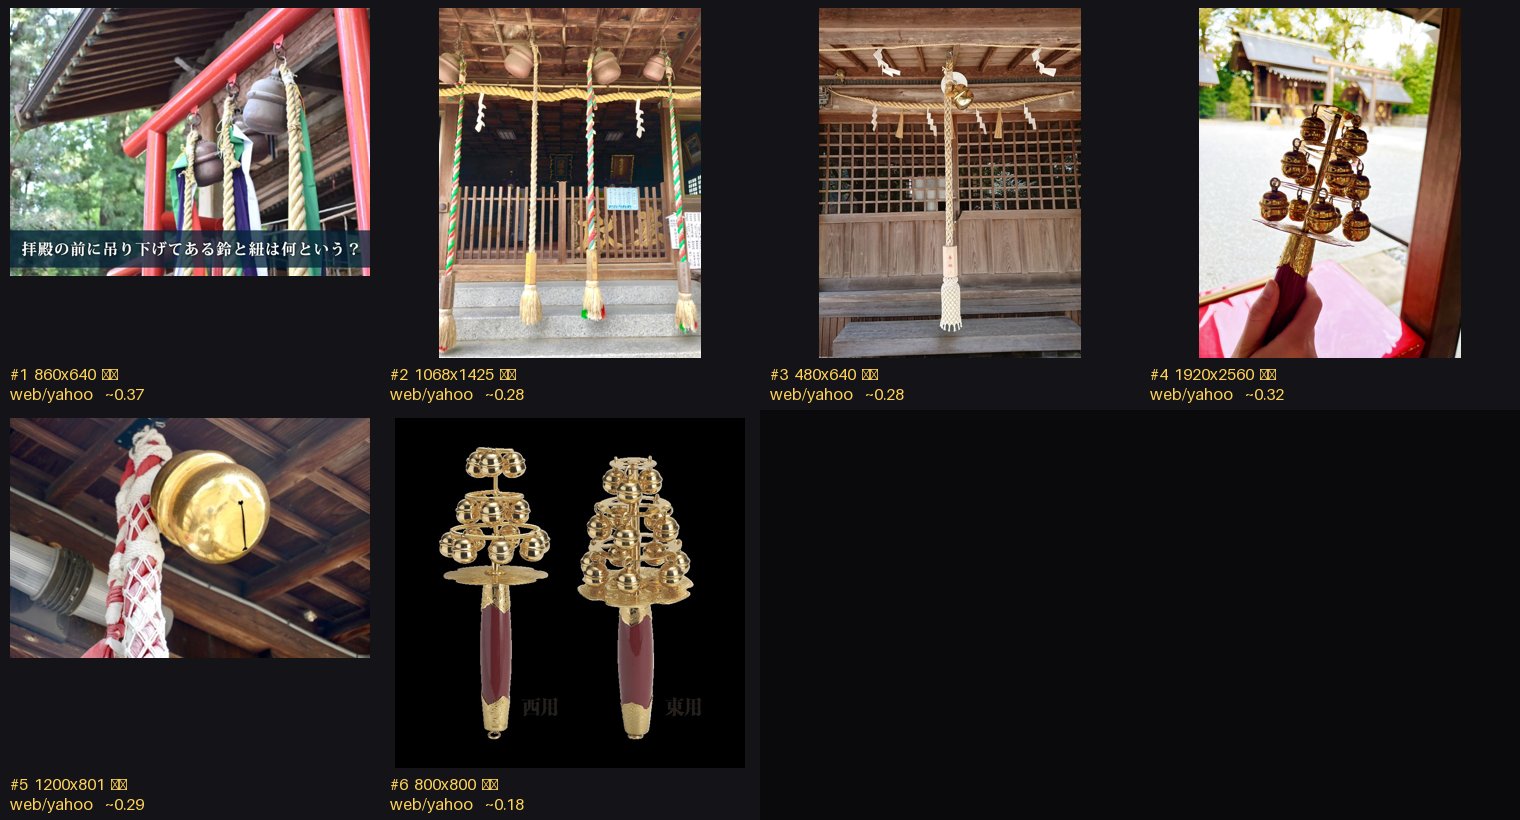 拝殿の前に吊り下げてある鈴と紐は何という？
#1 860x640
web/yahoo ~0.37
#2 1068x1425
web/yahoo ~0.28
#3 480x640
web/yahoo ~0.28
#4 1920x2560
web/yahoo ~0.32
西用 東用
#5 1200x801
web/yahoo ~0.29
#6 800x800
web/yahoo ~0.18